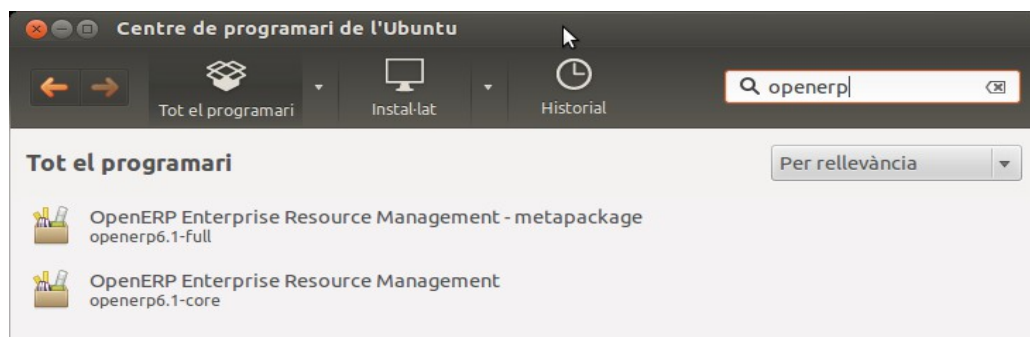 Centre de programari de l'Ubuntu
Tot el programari
Instal·lat
Historial
openerp
Tot el programari
Per rellevància
OpenERP Enterprise Resource Management - metapackage
openerp6.1-full
OpenERP Enterprise Resource Management
openerp6.1-core